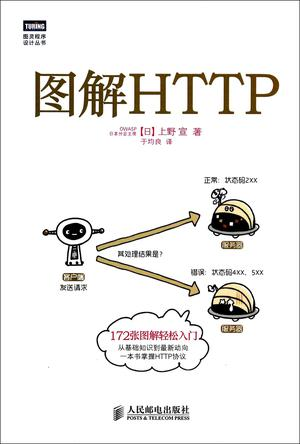 TURING
图灵程序
设计丛书
图解HTTP
OWASP
日本分会主席
【日】上野 宣 著
于均良 译
正常：状态码2XX
服务器
其处理结果是？
客户端
发送请求
错误：状态码4XX、5XX
服务器
172张图解轻松入门
从基础知识到最新动向
一本书掌握HTTP协议
人民邮电出版社
POSTS & TELECOM PRESS